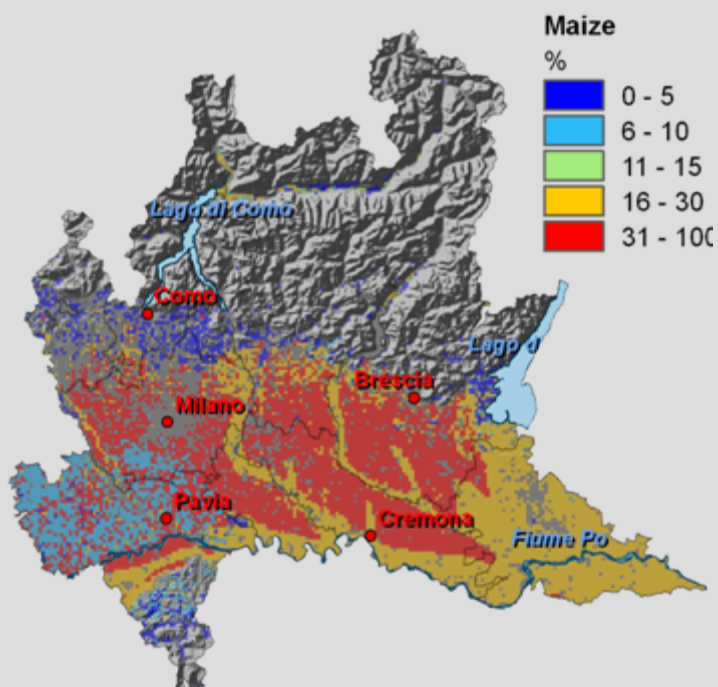 Maize
%
0 - 5
6 - 10
11 - 15
16 - 30
31 - 100
Lago di Como
Como
Lago d
Brescia
Milano
Pavia
Cremona
Fiume Po